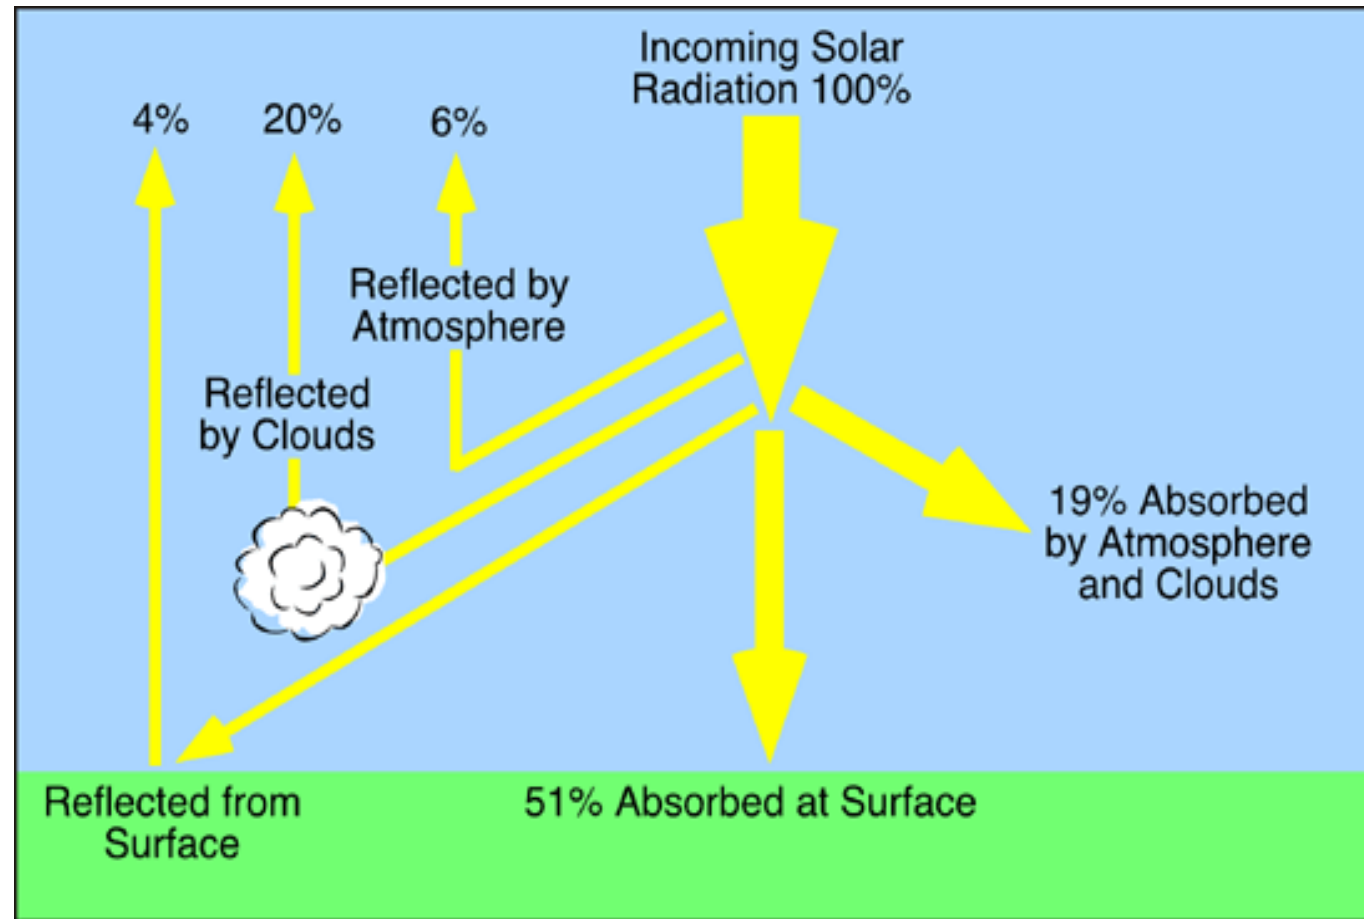 Incoming Solar
Radiation 100%
4%
20%
6%
Reflected by
Atmosphere
Reflected
by Clouds
19% Absorbed
by Atmosphere
and Clouds
Reflected from
Surface
51% Absorbed at Surface